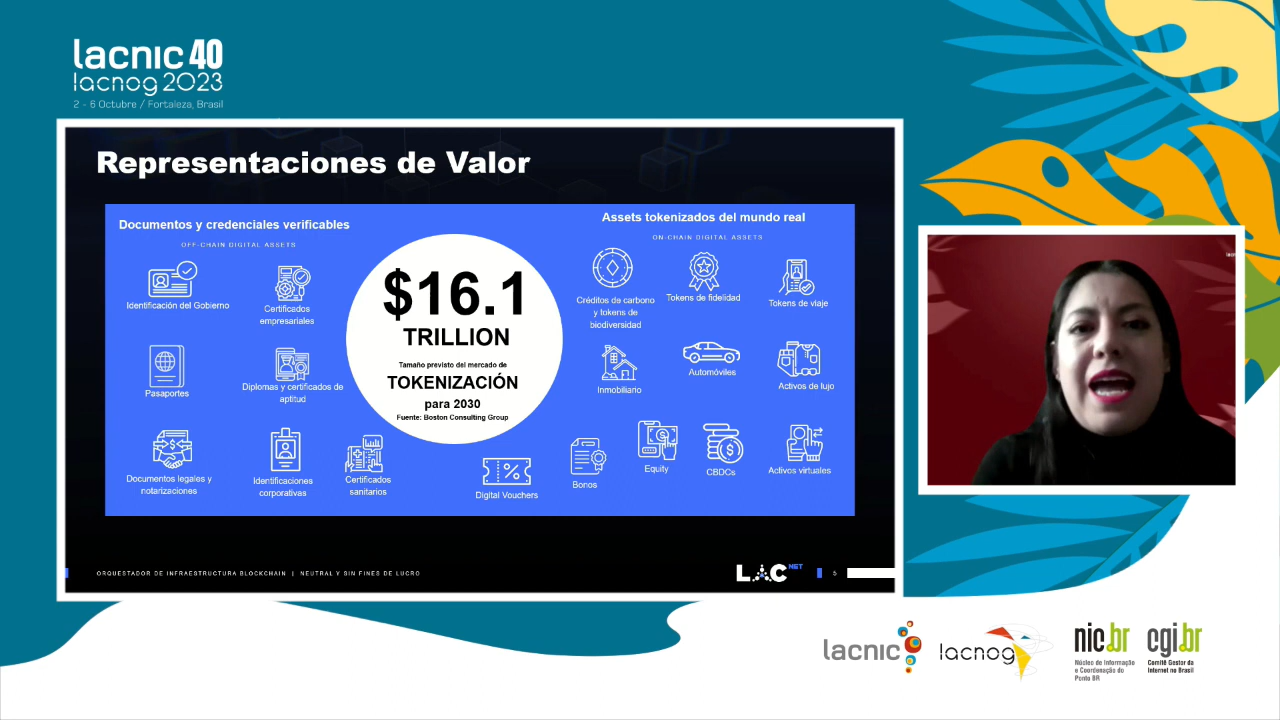 lacnic 40
lacnog 2023
2 - 6 Octubre / Fortaleza, Brasil
Representaciones de Valor
Documentos y credenciales verificables
OFF-CHAIN DIGITAL ASSETS
Identificación del Gobierno
Certificados
empresariales
Pasaportes
Diplomas y certificados de
aptitud
Documentos legales y
notarizaciones
Identificaciones
corporativas
Certificados
sanitarios
$16.1
TRILLION
Tamaño previsto del mercado de
TOKENIZACIÓN
para 2030
Fuente: Boston Consulting Group
Assets tokenizados del mundo real
ON-CHAIN DIGITAL ASSETS
Créditos de carbono
y tokens de
biodiversidad
Tokens de fidelidad
Tokens de viaje
Inmobiliario
Automóviles
Activos de lujo
Digital Vouchers
Bonos
Equity
CBDCs
Activos virtuales
ORQUESTADOR DE INFRAESTRUCTURA BLOCKCHAIN | NEUTRAL Y SIN FINES DE LUCRO
LAC NET
5
lacnic
lacnog
nic.br
Núcleo de Informação
e Coordenação do
Ponto BR
cgi.br
Comitê Gestor da
Internet no Brasil